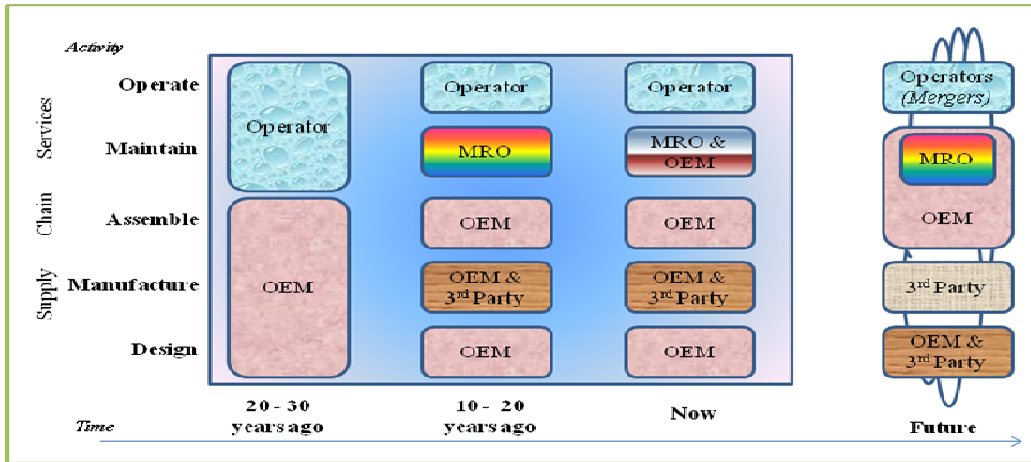 Activity
Operate
Maintain
Assemble
Manufacture
Design
Services
Chain
Supply
Operator
OEM
Operator
MRO
OEM
OEM &
3rd Party
OEM
Operator
MRO &
OEM
OEM
OEM &
3rd Party
OEM
Operators
(Mergers)
MRO
OEM
3rd Party
OEM &
3rd Party
20 - 30
years ago
10 - 20
years ago
Now
Future
Time